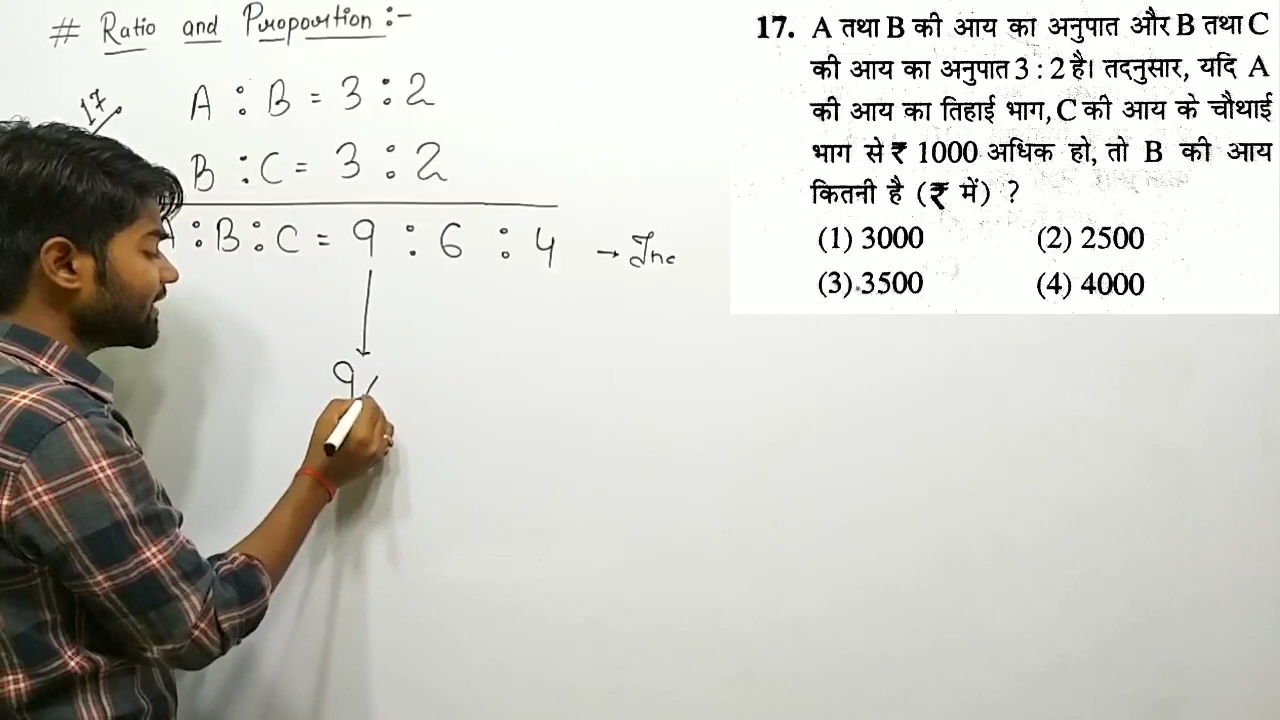 # Ratio and Proportion :-
17.
A : B = 3 : 2
B : C = 3 : 2
A : B : C = 9 : 6 : 4 → Inc
9/
17. A तथा B की आय का अनुपात और B तथा C
की आय का अनुपात 3 : 2 है। तदनुसार, यदि A
की आय का तिहाई भाग, C की आय के चौथाई
भाग से ₹ 1000 अधिक हो, तो B की आय
कितनी है (₹ में) ?
(1) 3000 (2) 2500
(3) 3500 (4) 4000